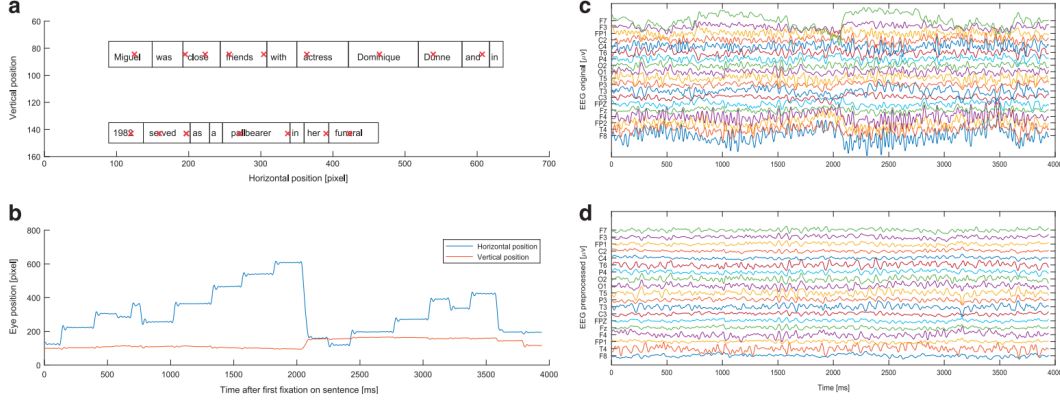 a
Vertical position
60
80
100
120
140
160
Miguel was close friends with actress Dominique Dunne and in
1982 served as a pallbearer in her funeral
0 100 200 300 400 500 600 700
Horizontal position [pixel]
b
Eye position [pixel]
800
600
400
200
0
Horizontal position
Vertical position
0 500 1000 1500 2000 2500 3000 3500 4000
Time after first fixation on sentence [ms]
c
EEG original [µv]
F7
F3
FP1
C2
C4
T6
P4
O2
O1
T5
P3
T3
C3
FPZ
Fz
F4
FP2
T4
F8
0 500 1000 1500 2000 2500 3000 3500 4000
d
EEG preprocessed [µv]
F7
F3
FP1
C2
C4
T6
P4
O2
O1
T5
P3
T3
C3
FPZ
Fz
F4
FP1
T4
F8
0 500 1000 1500 2000 2500 3000 3500 4000
Time [ms]